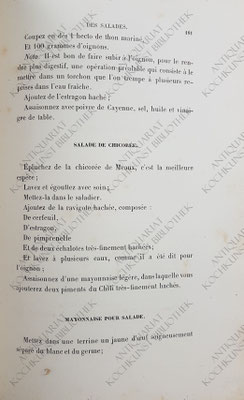 DES SALADES.
161
Coupez en dés 1 hecto de thon mariné
Et 100 grammes d'oignons.
Nota. Il est bon de faire subir à l'oignon, pour le ren-
dre plus digestif, une opération préalable qui consiste à le
mettre dans un torchon que l'on trempe à plusieurs re-
prises dans l'eau fraîche.
Ajoutez de l'estragon haché;
Assaisonnez avec poivre de Cayenne, sel, huile et vinai-
gre de table.
SALADE DE CHICORÉE.
Épluchez de la chicorée de Meaux, c'est la meilleure
espèce;
Lavez et égouttez avec soin;
Mettez-la dans le saladier.
Ajoutez de la ravigote hachée, composée :
De cerfeuil,
D'estragon,
De pimprenelle
Et de deux échalotes très-finement hachées;
Et lavez à plusieurs eaux, comme il a été dit pour
l'oignon;
Assaisonnez d'une mayonnaise légère, dans laquelle vous
ajouterez deux piments du Chili très-finement hachés.
MAYONNAISE POUR SALADE.
Mettez dans une terrine un jaune d'œuf soigneusement
séparé du blanc et du germe;
ANTIQUARIAT
KOCHKUNSTBIBLIOTHEK